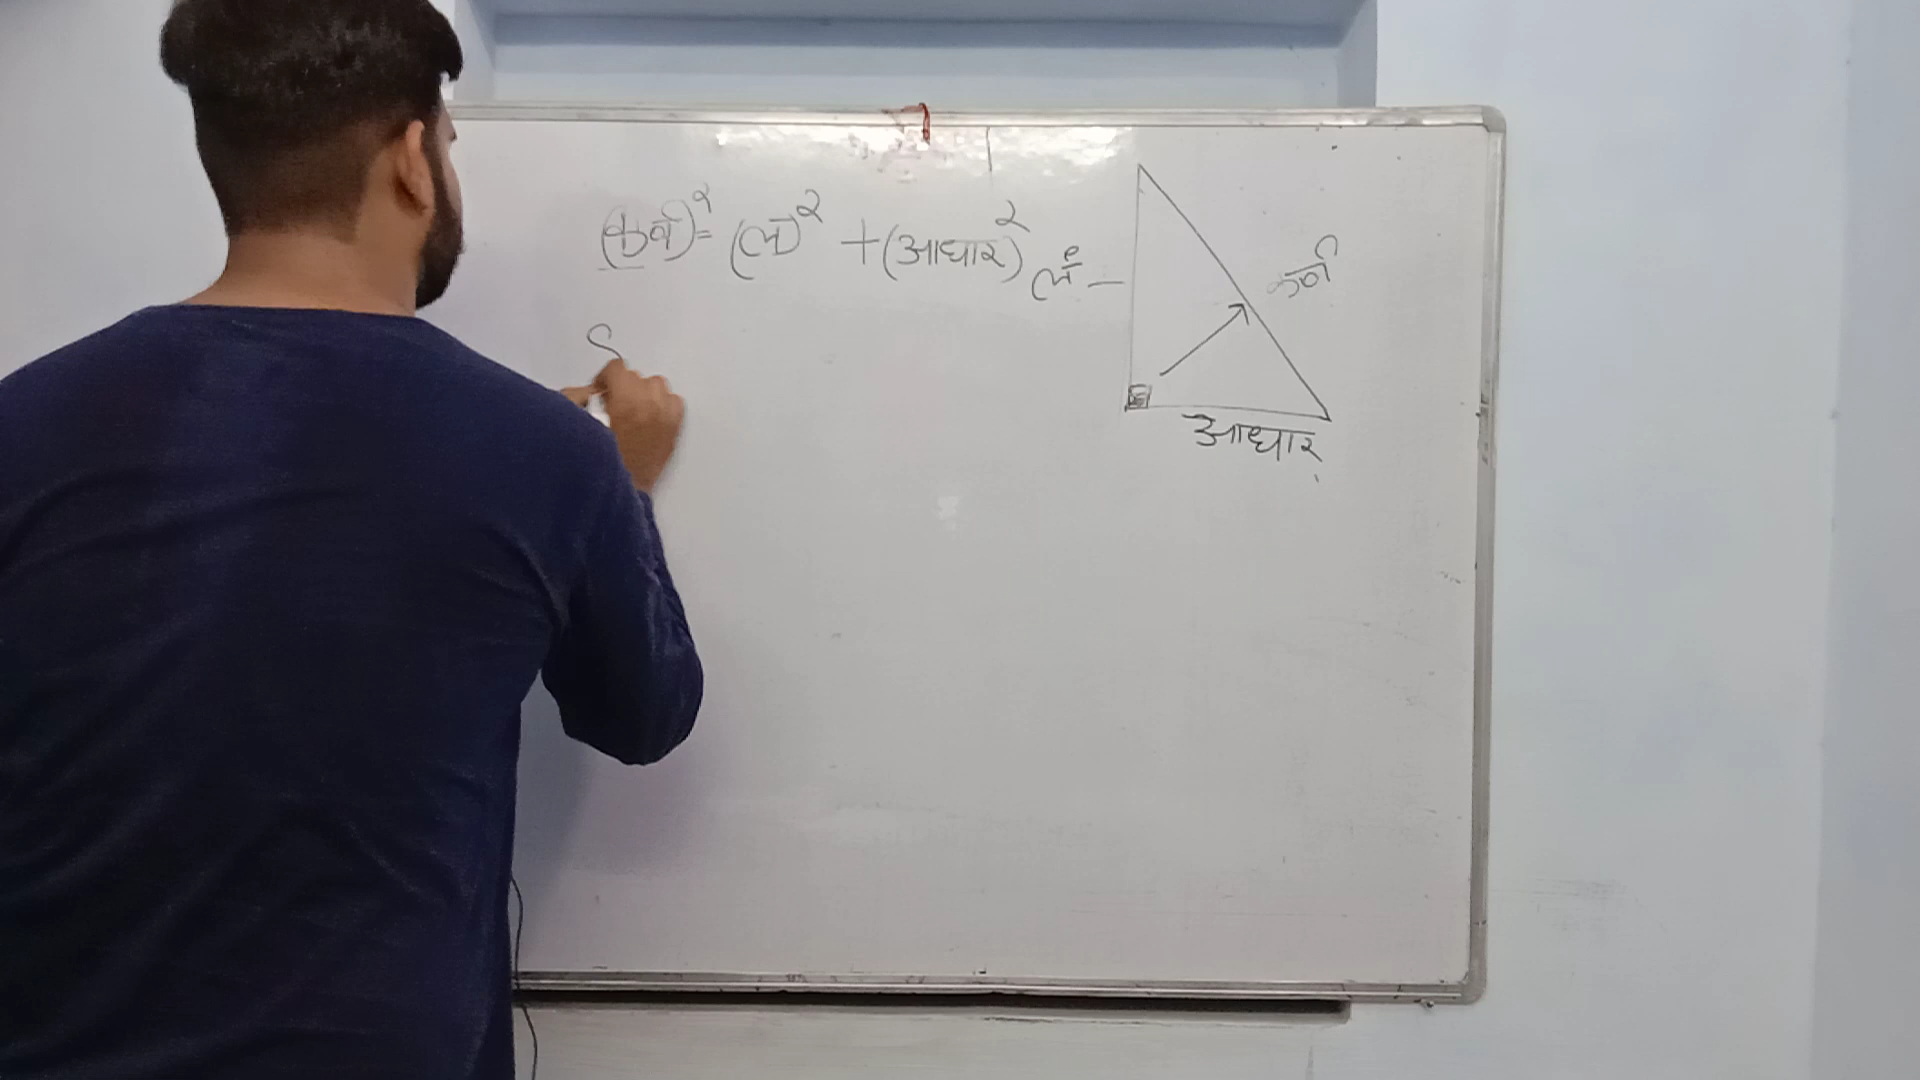 (कर्ण)² = (लं)² + (आधार)²
लं
कर्ण
आधार
S